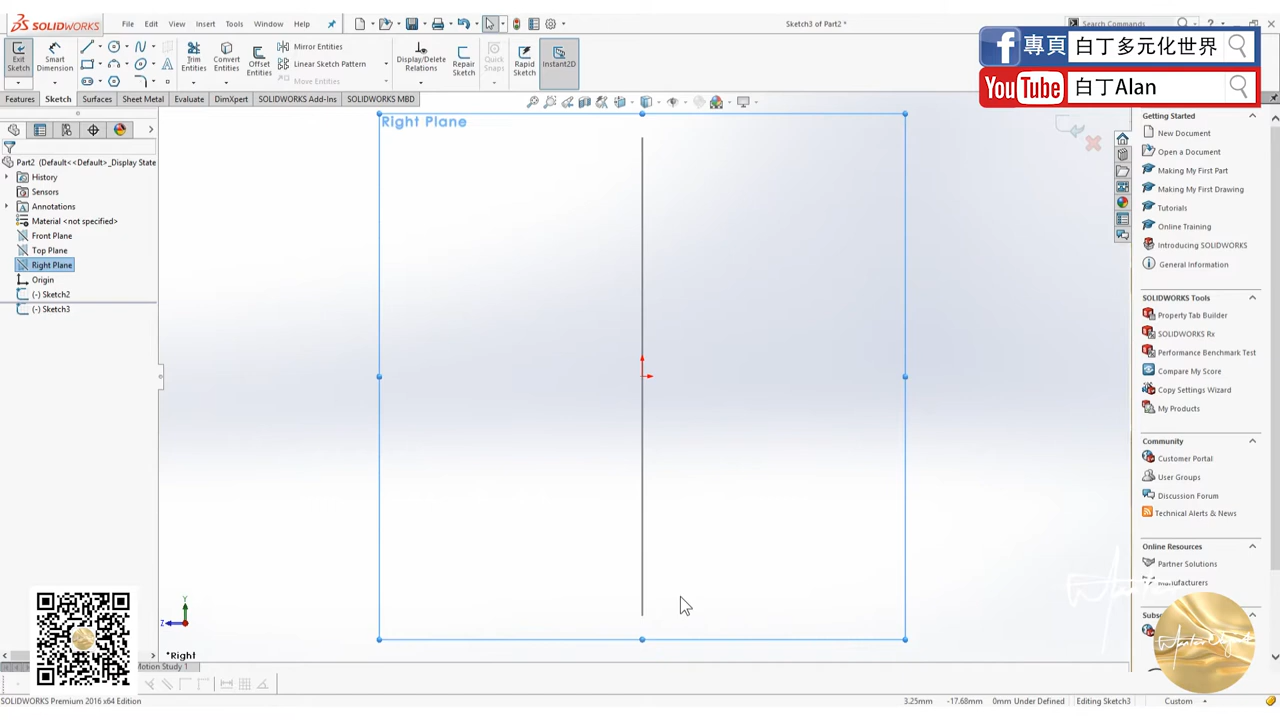 SOLIDWORKS
File
Edit
View
Insert
Tools
Window
Help
Sketch3 of Part2 *
Search Commands
專頁
白丁多元化世界
YouTube
白丁Alan
Exit Sketch
Smart Dimension
Trim Entities
Convert Entities
Offset Entities
Mirror Entities
Linear Sketch Pattern
Move Entities
Display/Delete Relations
Repair Sketch
Quick Snaps
Rapid Sketch
Instant2D
Features
Sketch
Surfaces
Sheet Metal
Evaluate
DimXpert
SOLIDWORKS Add-Ins
SOLIDWORKS MBD
Part2 (Default<<Default>_Display State
History
Sensors
Annotations
Material <not specified>
Front Plane
Top Plane
Right Plane
Origin
(-) Sketch2
(-) Sketch3
Right Plane
Y
Z
*Right
Getting Started
New Document
Open a Document
Making My First Part
Making My First Drawing
Tutorials
Online Training
Introducing SOLIDWORKS
General Information
SOLIDWORKS Tools
Property Tab Builder
SOLIDWORKS Rx
Performance Benchmark Test
Compare My Score
Copy Settings Wizard
My Products
Community
Customer Portal
User Groups
Discussion Forum
Technical Alerts & News
Online Resources
Partner Solutions
Manufacturers
Motion Study 1
SOLIDWORKS Premium 2016 x64 Edition
3.25mm
-17.68mm
0mm
Under Defined
Editing Sketch3
Custom